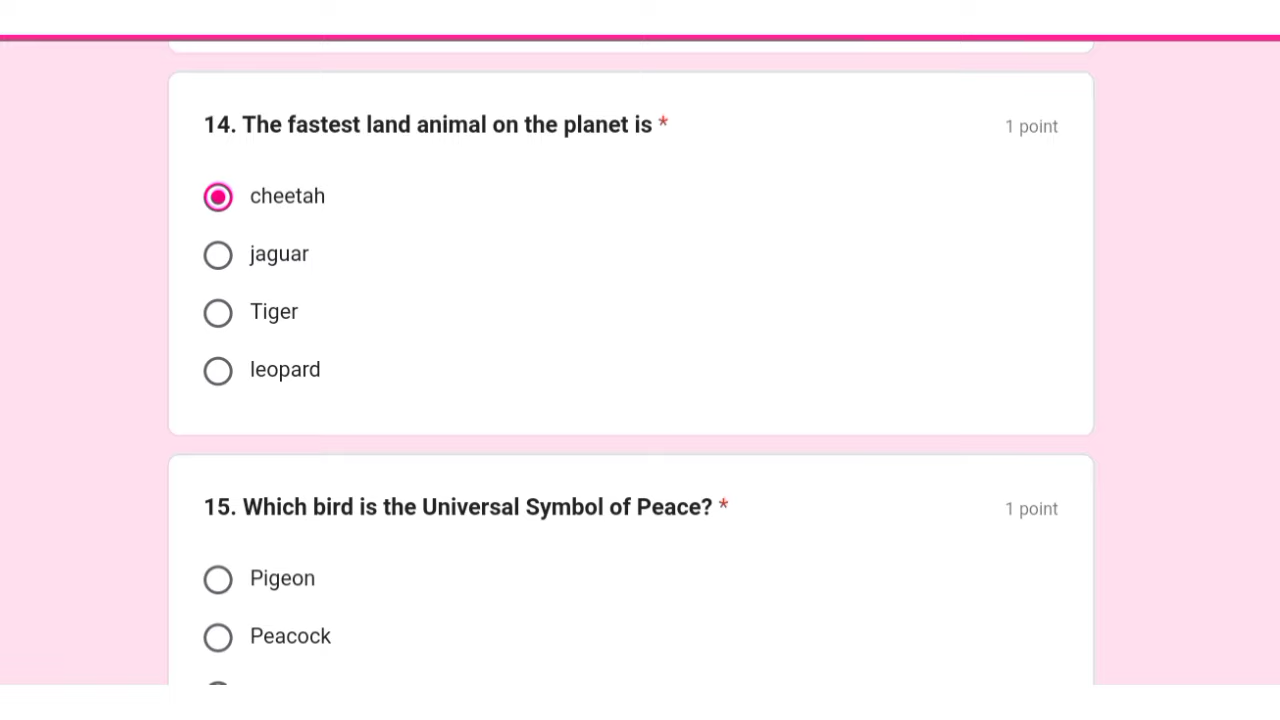 14. The fastest land animal on the planet is *
1 point
cheetah
jaguar
Tiger
leopard
15. Which bird is the Universal Symbol of Peace? *
1 point
Pigeon
Peacock